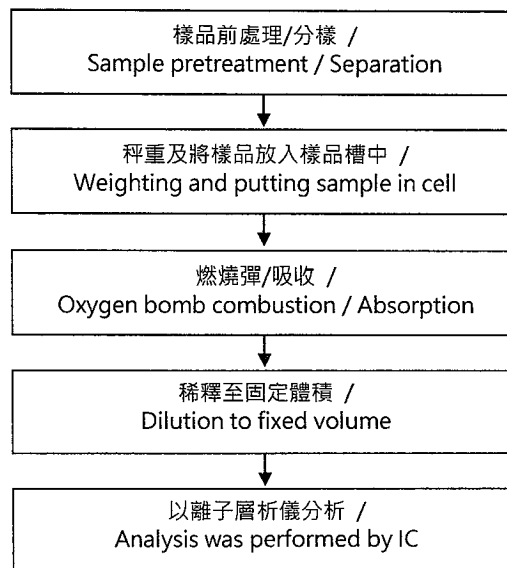 樣品前處理/分樣 /
Sample pretreatment / Separation
秤重及將樣品放入樣品槽中 /
Weighting and putting sample in cell
燃燒彈/吸收 /
Oxygen bomb combustion / Absorption
稀釋至固定體積 /
Dilution to fixed volume
以離子層析儀分析 /
Analysis was performed by IC